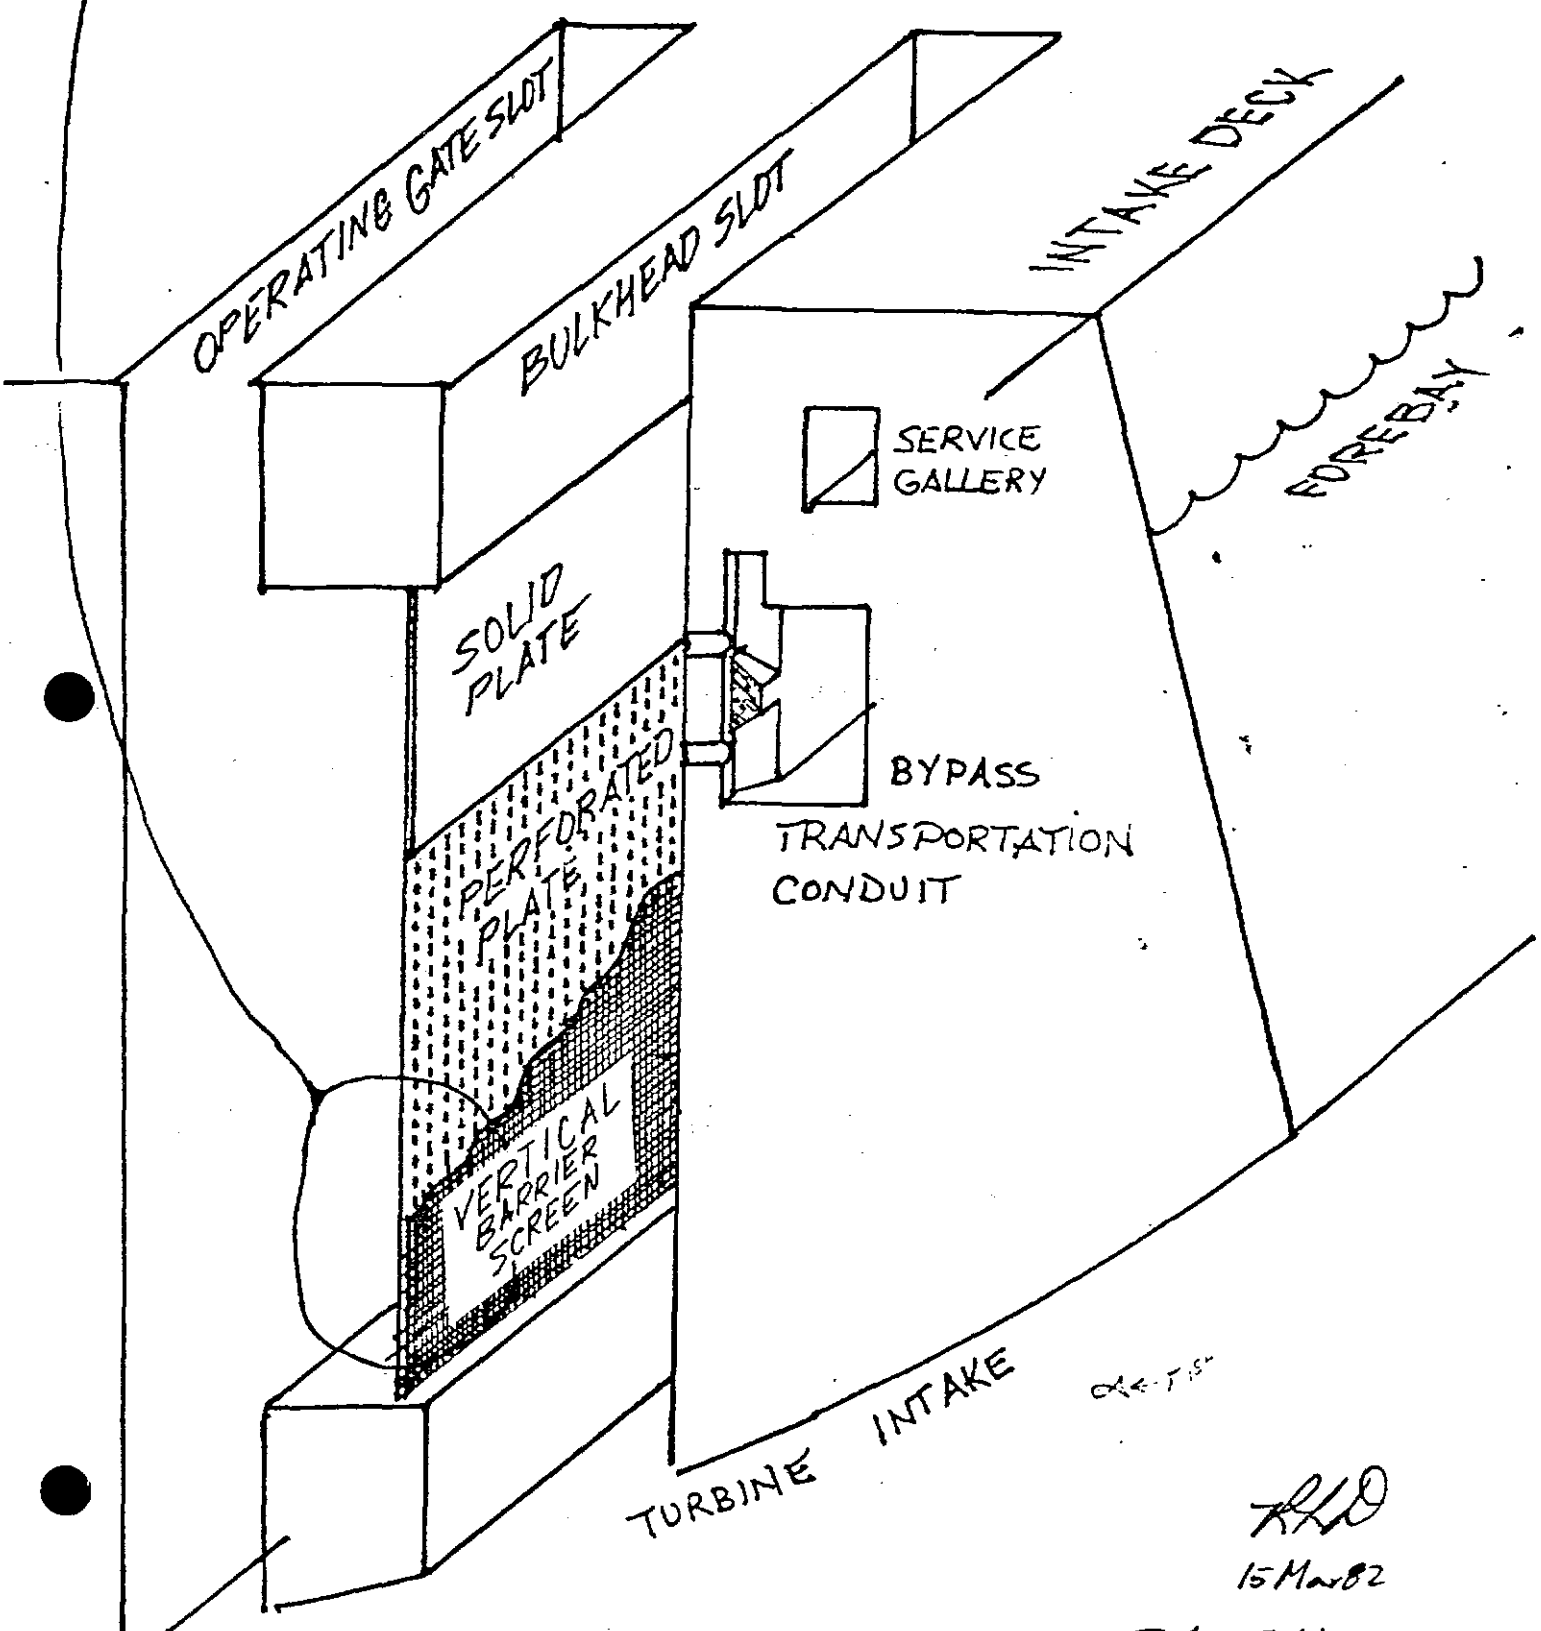 OPERATING GATE SLOT
BULKHEAD SLOT
INTAKE DECK
FOREBAY
SERVICE
GALLERY
SOLID
PLATE
PERFORATED
PLATE
BYPASS
TRANSPORTATION
CONDUIT
VERTICAL
BARRIER
SCREEN
TURBINE INTAKE
RLD
15 Mar 82